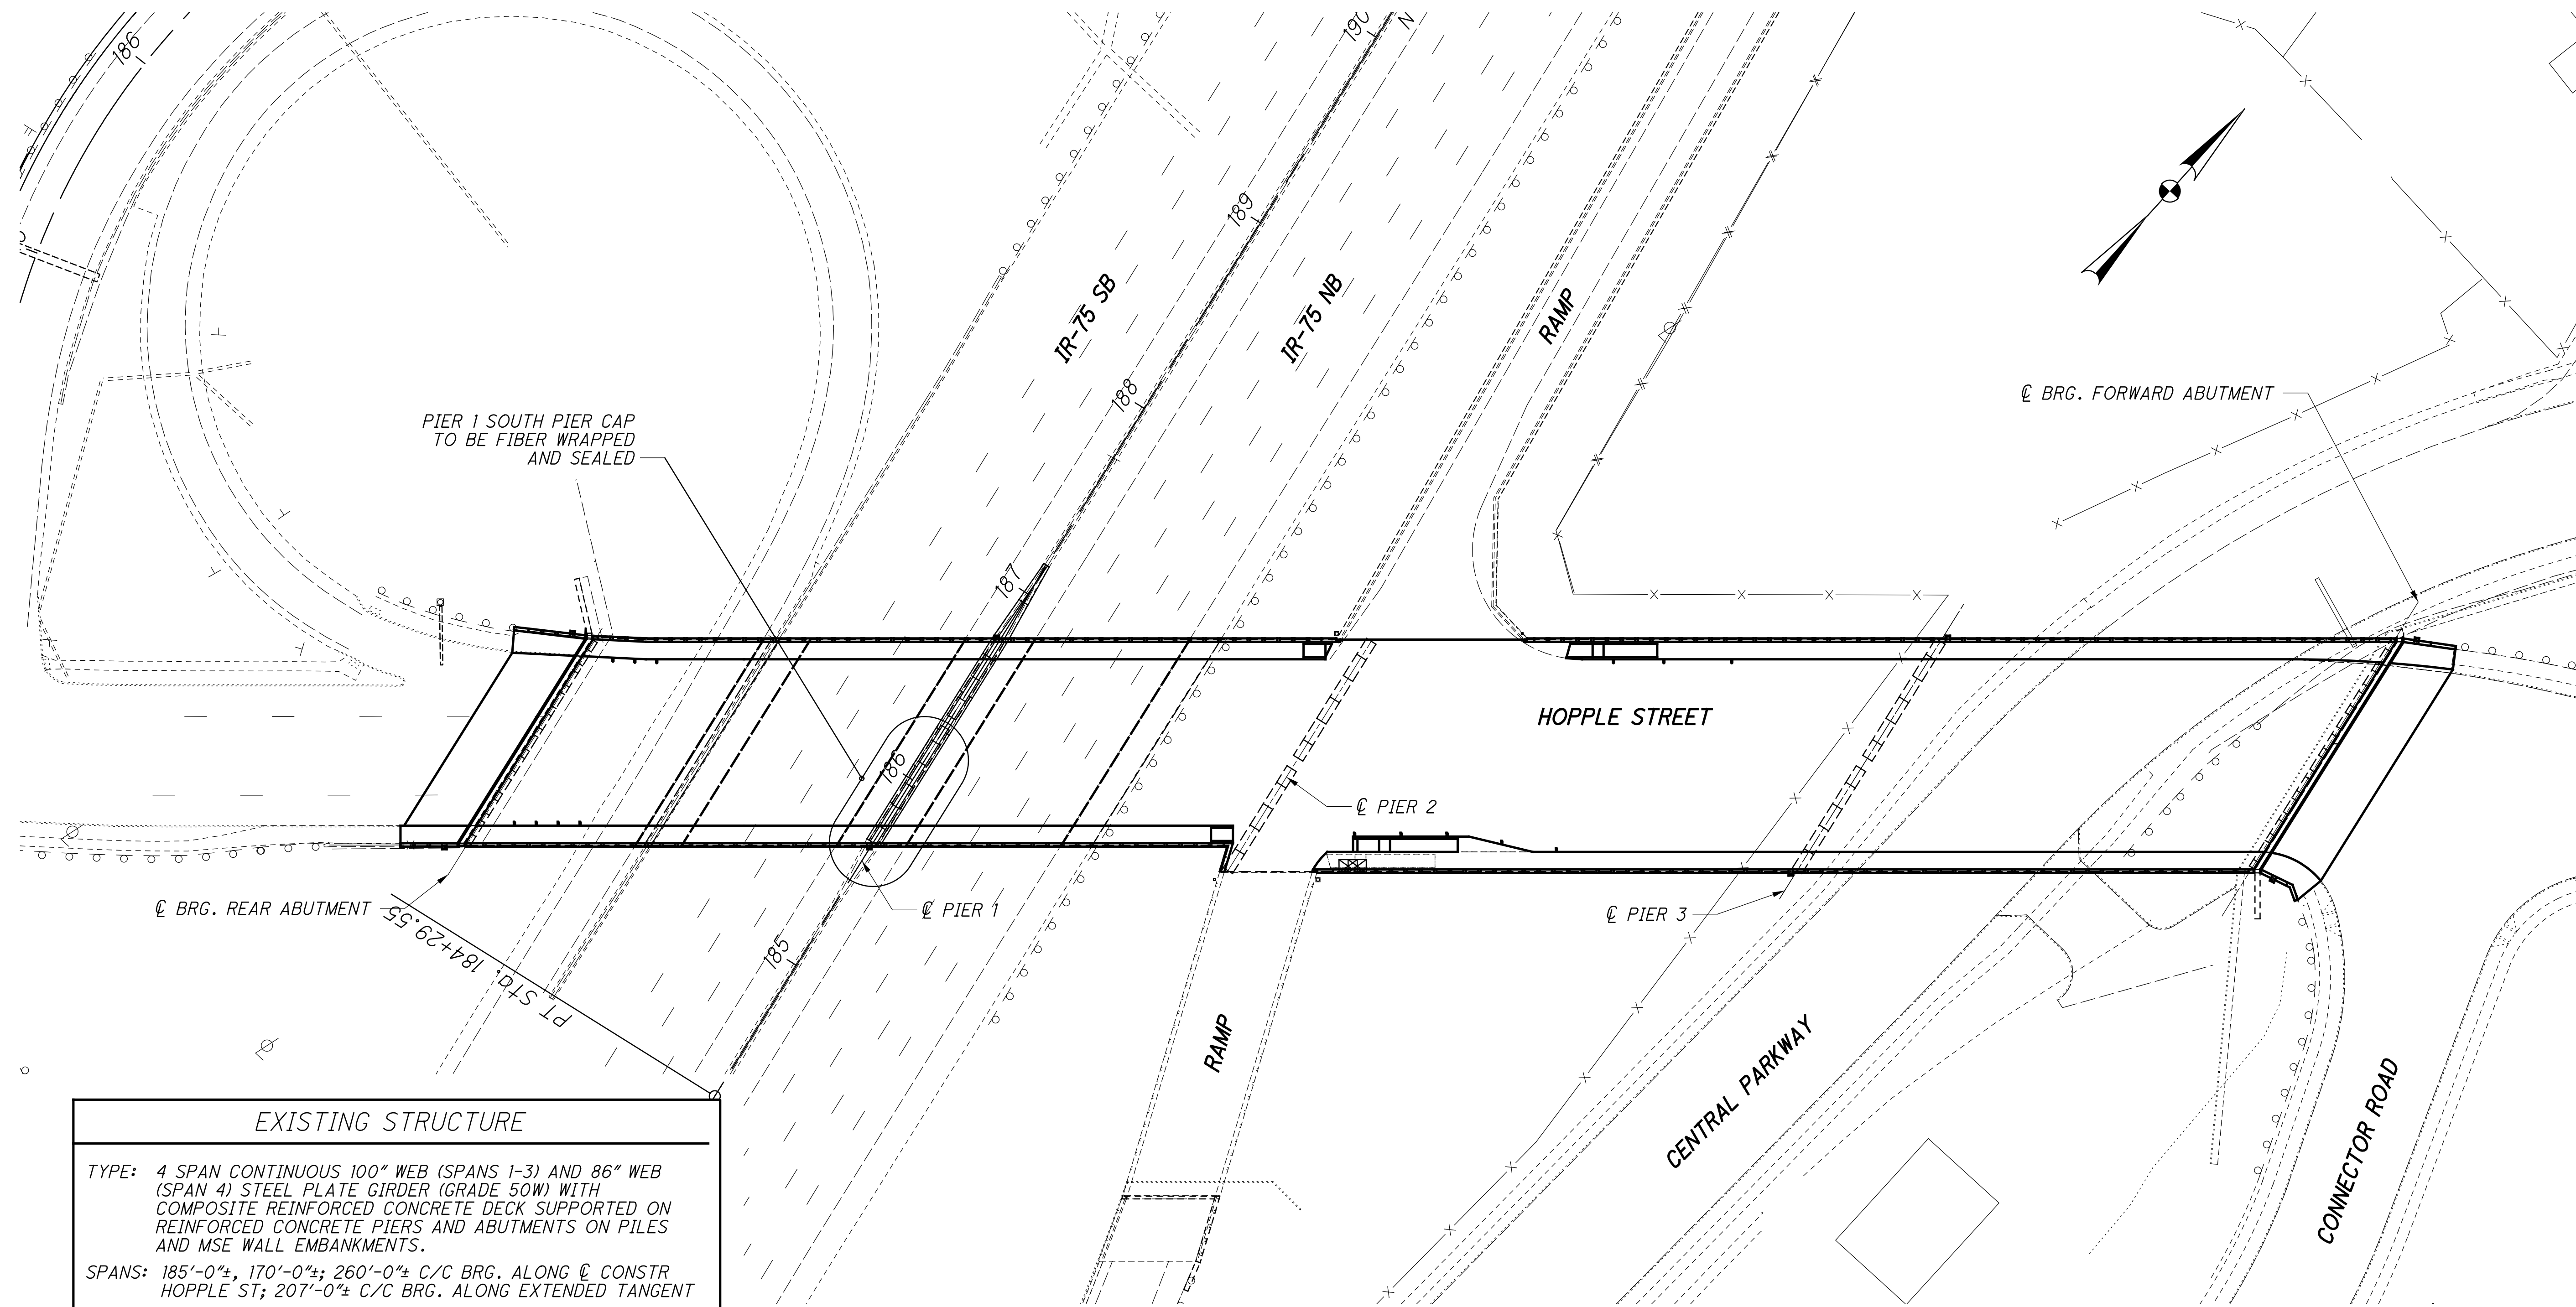 186
190
N
189
188
187
186
185
IR-75 SB
IR-75 NB
RAMP
PIER 1 SOUTH PIER CAP
TO BE FIBER WRAPPED
AND SEALED
℄ BRG. FORWARD ABUTMENT
HOPPLE STREET
℄ PIER 2
℄ BRG. REAR ABUTMENT
℄ PIER 1
℄ PIER 3
PT Sta. 184+29.55
RAMP
CENTRAL PARKWAY
CONNECTOR ROAD
EXISTING STRUCTURE
TYPE: 4 SPAN CONTINUOUS 100" WEB (SPANS 1-3) AND 86" WEB
(SPAN 4) STEEL PLATE GIRDER (GRADE 50W) WITH
COMPOSITE REINFORCED CONCRETE DECK SUPPORTED ON
REINFORCED CONCRETE PIERS AND ABUTMENTS ON PILES
AND MSE WALL EMBANKMENTS.
SPANS: 185'-0"±, 170'-0"±; 260'-0"± C/C BRG. ALONG ℄ CONSTR
HOPPLE ST; 207'-0"± C/C BRG. ALONG EXTENDED TANGENT